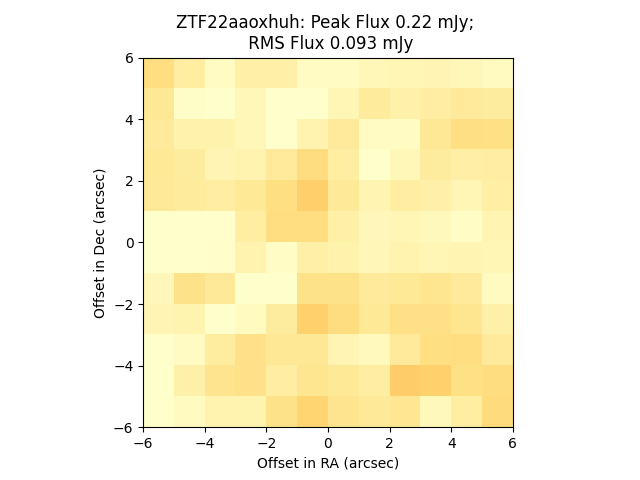 ZTF22aaoxhuh: Peak Flux 0.22 mJy;
RMS Flux 0.093 mJy
6
4
2
0
−2
−4
−6
Offset in Dec (arcsec)
−6 −4 −2 0 2 4 6
Offset in RA (arcsec)